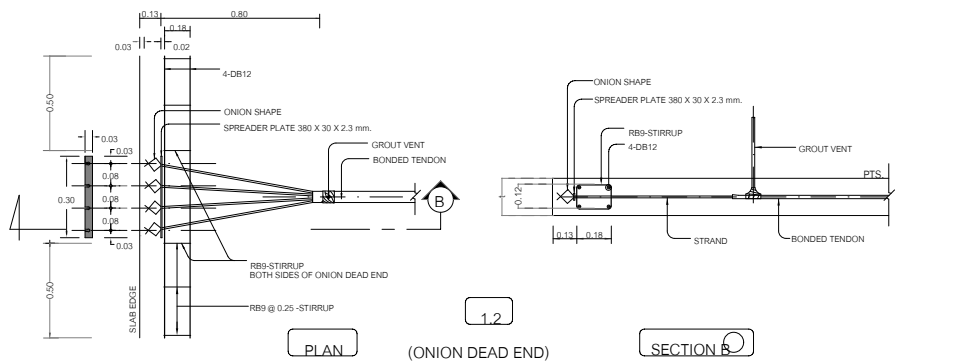 0.13
0.80
0.18
0.03
0.02
4-DB12
0.50
ONION SHAPE
SPREADER PLATE 380 X 30 X 2.3 mm.
0.03
0.03
GROUT VENT
BONDED TENDON
0.08
0.30
0.08
0.08
0.03
B
RB9-STIRRUP
BOTH SIDES OF ONION DEAD END
0.50
SLAB EDGE
RB9 @ 0.25 -STIRRUP
PLAN
1.2
(ONION DEAD END)
ONION SHAPE
SPREADER PLATE 380 X 30 X 2.3 mm.
RB9-STIRRUP
4-DB12
GROUT VENT
PTS.
0.12
0.13
0.18
STRAND
BONDED TENDON
SECTION B